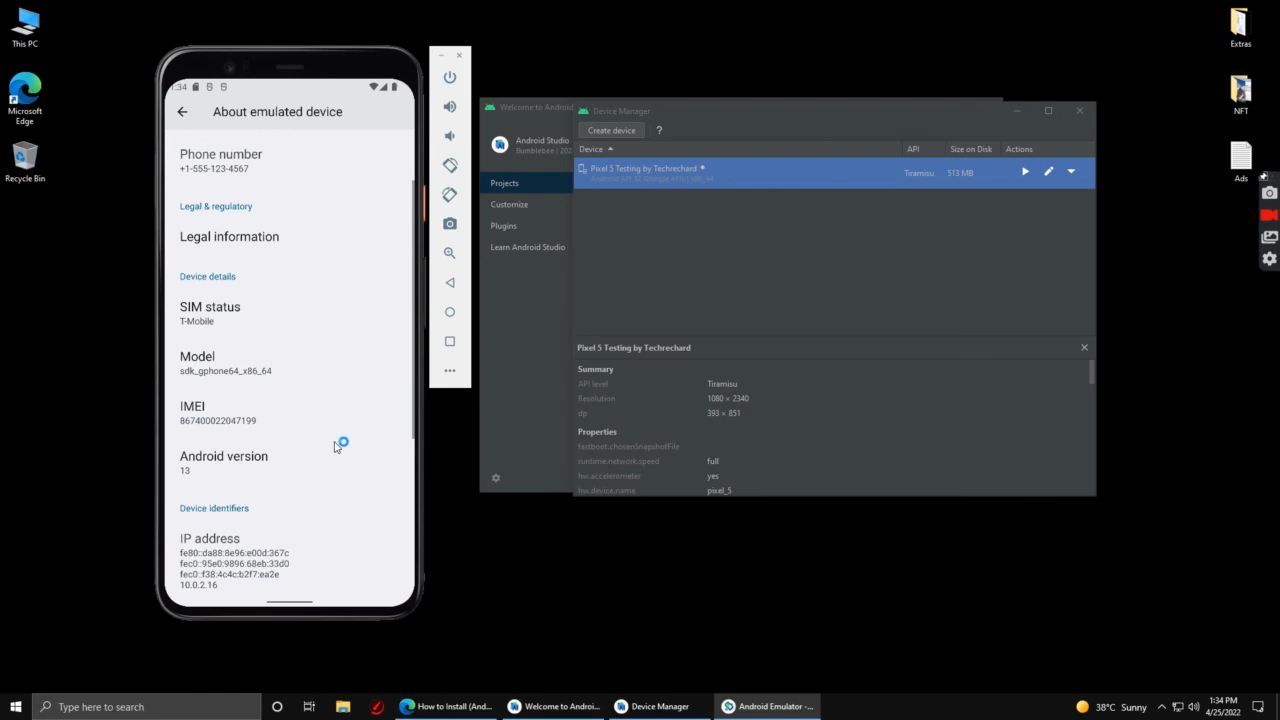 This PC
Microsoft
Edge
Recycle Bin
1:34
About emulated device
Phone number
+1-555-123-4567
Legal & regulatory
Legal information
Device details
SIM status
T-Mobile
Model
sdk_gphone64_x86_64
IMEI
867400022047199
Android version
13
Device identifiers
IP address
fe80::da88:8e96:e00d:367c
fec0::95e0:9896:68eb:33d0
fec0::f38:4c4c:b2f7:ea2e
10.0.2.16
Welcome to Android
Android Studio
Bumblebee | 202
Projects
Customize
Plugins
Learn Android Studio
Device Manager
Create device
?
Device API Size on Disk Actions
Pixel 5 Testing by Techrechard Tiramisu 513 MB
Pixel 5 Testing by Techrechard
Summary
API level Tiramisu
Resolution 1080 × 2340
dp 393 × 851
Properties
fastboot.chosenSnapshotFile
runtime.network.speed full
hw.accelerometer yes
hw.device.name pixel_5
Extras
NFT
Ads
Type here to search
How to Install (And...
Welcome to Androi...
Device Manager
Android Emulator -...
38°C Sunny
1:34 PM
4/25/2022